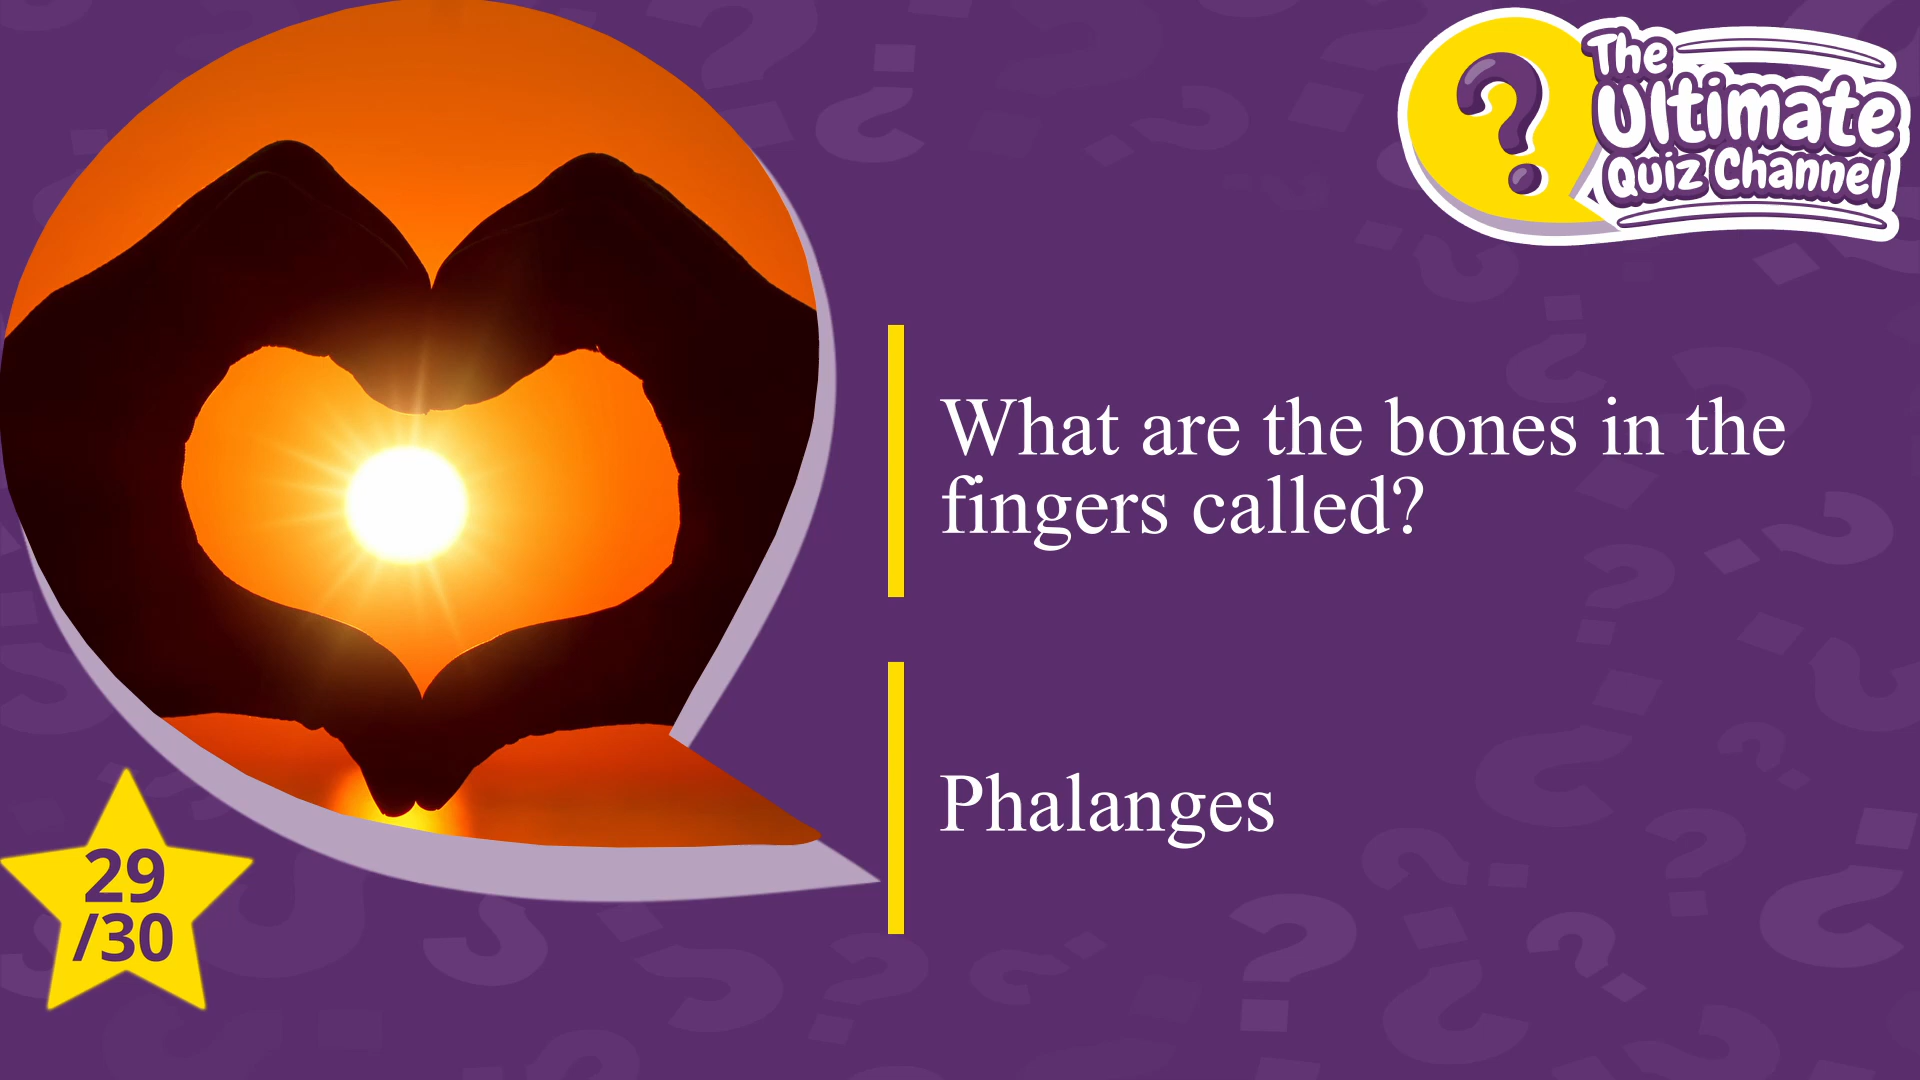 The
Ultimate
Quiz Channel
What are the bones in the
fingers called?
Phalanges
29
/30